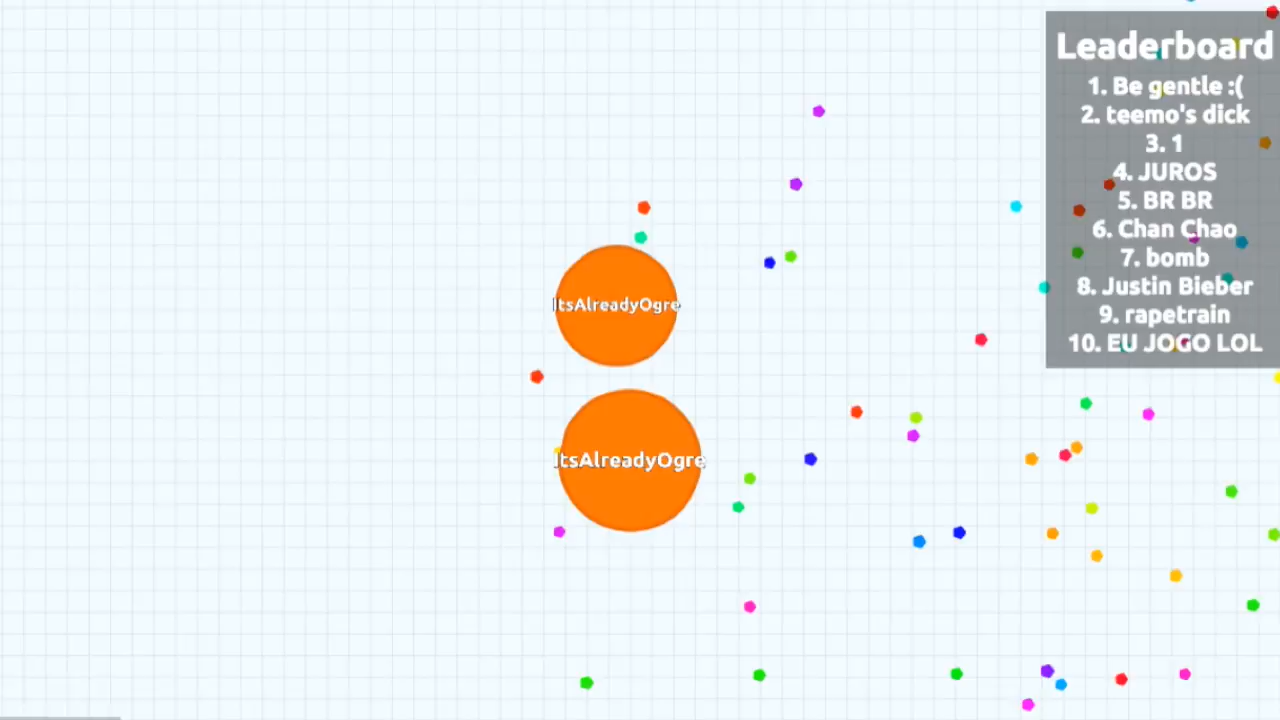 Leaderboard
1. Be gentle :(
2. teemo's dick
3. 1
4. JUROS
5. BR BR
6. Chan Chao
7. bomb
8. Justin Bieber
9. rapetrain
10. EU JOGO LOL
ItsAlreadyOgre
ItsAlreadyOgre